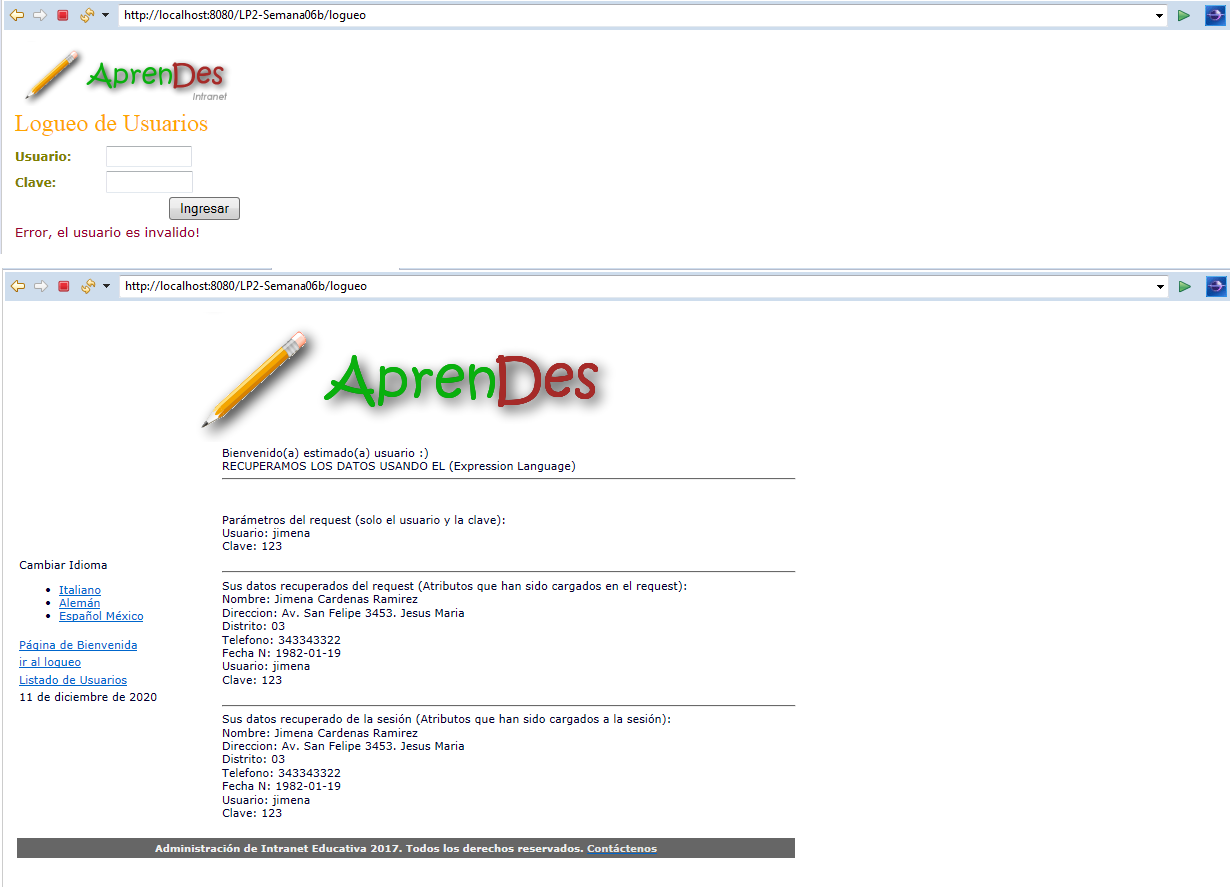 http://localhost:8080/LP2-Semana06b/logueo
AprenDes
Intranet
Logueo de Usuarios
Usuario:
Clave:
Ingresar
Error, el usuario es invalido!
http://localhost:8080/LP2-Semana06b/logueo
AprenDes
Cambiar Idioma
Italiano
Alemán
Español México
Página de Bienvenida
ir al logueo
Listado de Usuarios
11 de diciembre de 2020
Bienvenido(a) estimado(a) usuario :)
RECUPERAMOS LOS DATOS USANDO EL (Expression Language)
Parámetros del request (solo el usuario y la clave):
Usuario: jimena
Clave: 123
Sus datos recuperados del request (Atributos que han sido cargados en el request):
Nombre: Jimena Cardenas Ramirez
Direccion: Av. San Felipe 3453. Jesus Maria
Distrito: 03
Telefono: 343343322
Fecha N: 1982-01-19
Usuario: jimena
Clave: 123
Sus datos recuperado de la sesión (Atributos que han sido cargados a la sesión):
Nombre: Jimena Cardenas Ramirez
Direccion: Av. San Felipe 3453. Jesus Maria
Distrito: 03
Telefono: 343343322
Fecha N: 1982-01-19
Usuario: jimena
Clave: 123
Administración de Intranet Educativa 2017. Todos los derechos reservados. Contáctenos